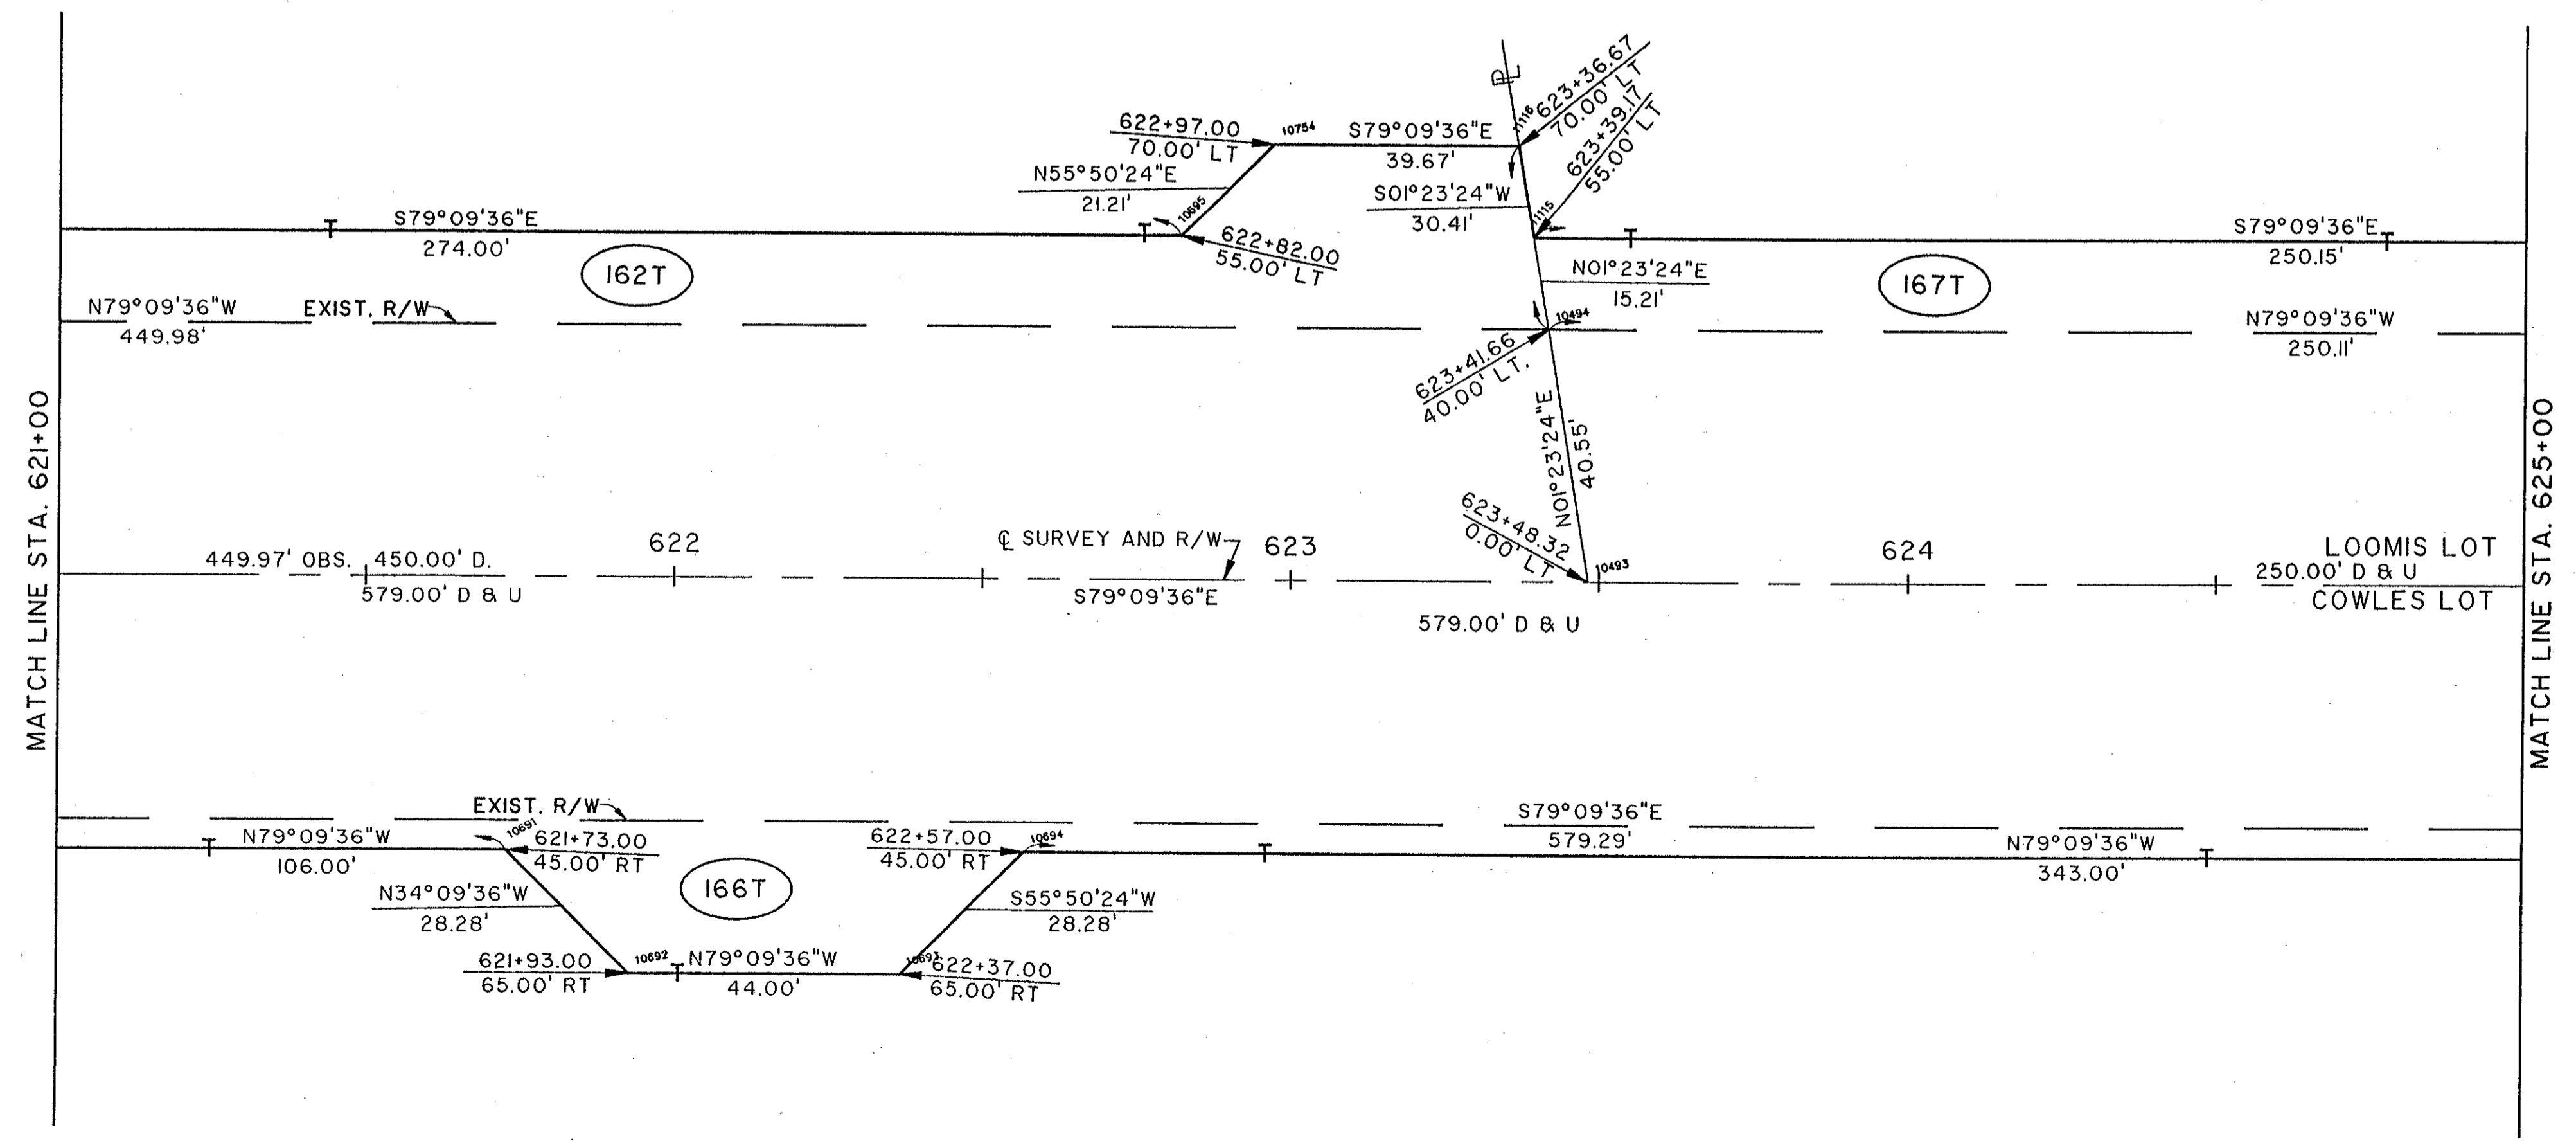 MATCH LINE STA. 621+00
622+97.00
70.00' LT
10754
S79°09'36"E
39.67'
PL
11116
623+36.67
70.00' LT
623+39.17
55.00' LT
11115
N55°50'24"E
21.21'
10695
622+82.00
55.00' LT
S01°23'24"W
30.41'
S79°09'36"E
274.00'
162T
S79°09'36"E
250.15'
N01°23'24"E
15.21'
167T
N79°09'36"W
449.98'
EXIST. R/W
10494
623+41.66
40.00' LT.
N79°09'36"W
250.11'
N01°23'24"E
40.55'
623+48.32
0.00' LT
10493
449.97' OBS. 450.00' D.
579.00' D & U
622
℄ SURVEY AND R/W
S79°09'36"E
623
579.00' D & U
624
LOOMIS LOT
250.00' D & U
COWLES LOT
MATCH LINE STA. 625+00
EXIST. R/W
S79°09'36"E
579.29'
N79°09'36"W
106.00'
10691
621+73.00
45.00' RT
622+57.00
45.00' RT
10694
N79°09'36"W
343.00'
166T
N34°09'36"W
28.28'
S55°50'24"W
28.28'
621+93.00
65.00' RT
10692
N79°09'36"W
44.00'
10693
622+37.00
65.00' RT